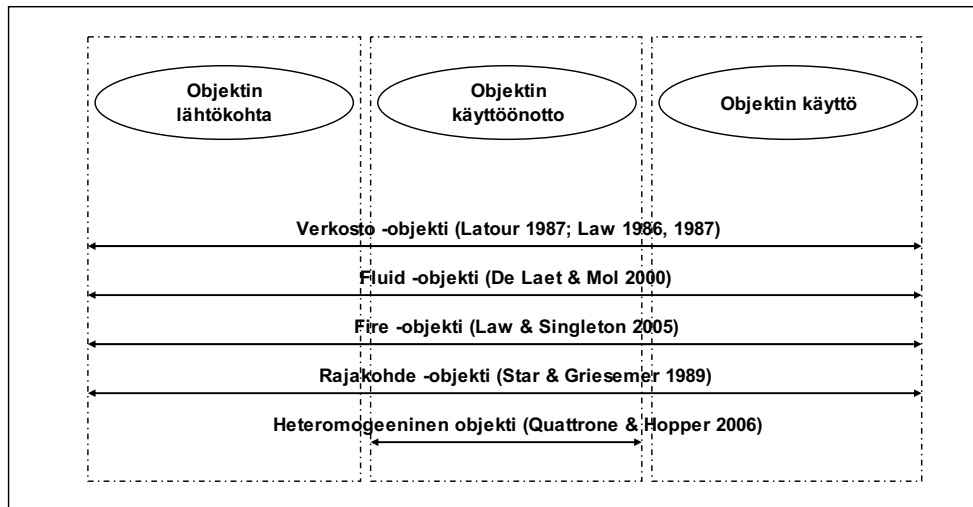 Objektin
lähtökohta
Objektin
käyttöönotto
Objektin käyttö
Verkosto -objekti (Latour 1987; Law 1986, 1987)
Fluid -objekti (De Laet & Mol 2000)
Fire -objekti (Law & Singleton 2005)
Rajakohde -objekti (Star & Griesemer 1989)
Heteromogeeninen objekti (Quattrone & Hopper 2006)